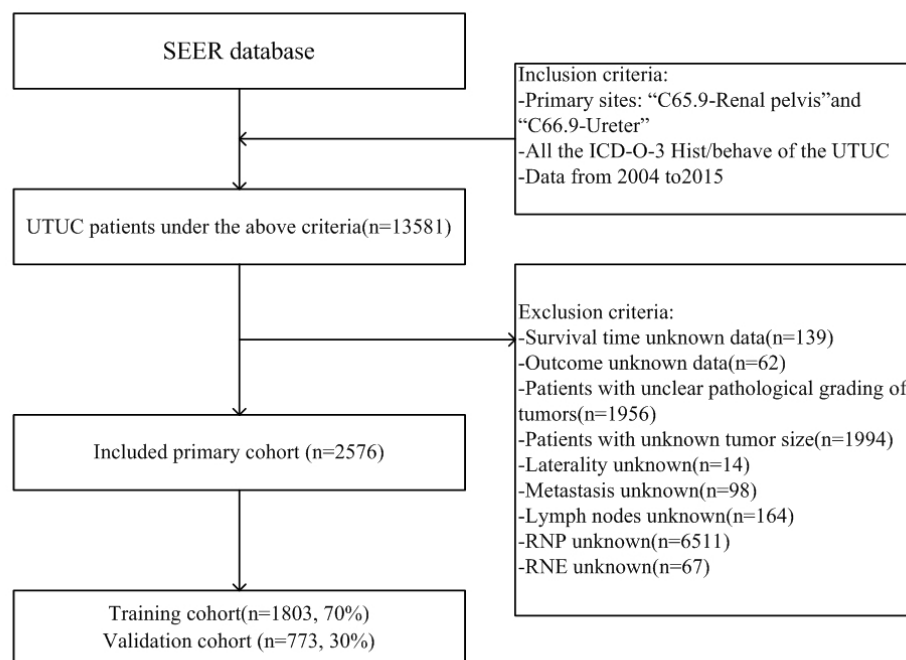 SEER database
Inclusion criteria:
-Primary sites: “C65.9-Renal pelvis”and
“C66.9-Ureter”
-All the ICD-O-3 Hist/behave of the UTUC
-Data from 2004 to2015
UTUC patients under the above criteria(n=13581)
Exclusion criteria:
-Survival time unknown data(n=139)
-Outcome unknown data(n=62)
-Patients with unclear pathological grading of
tumors(n=1956)
-Patients with unknown tumor size(n=1994)
-Laterality unknown(n=14)
-Metastasis unknown(n=98)
-Lymph nodes unknown(n=164)
-RNP unknown(n=6511)
-RNE unknown(n=67)
Included primary cohort (n=2576)
Training cohort(n=1803, 70%)
Validation cohort (n=773, 30%)